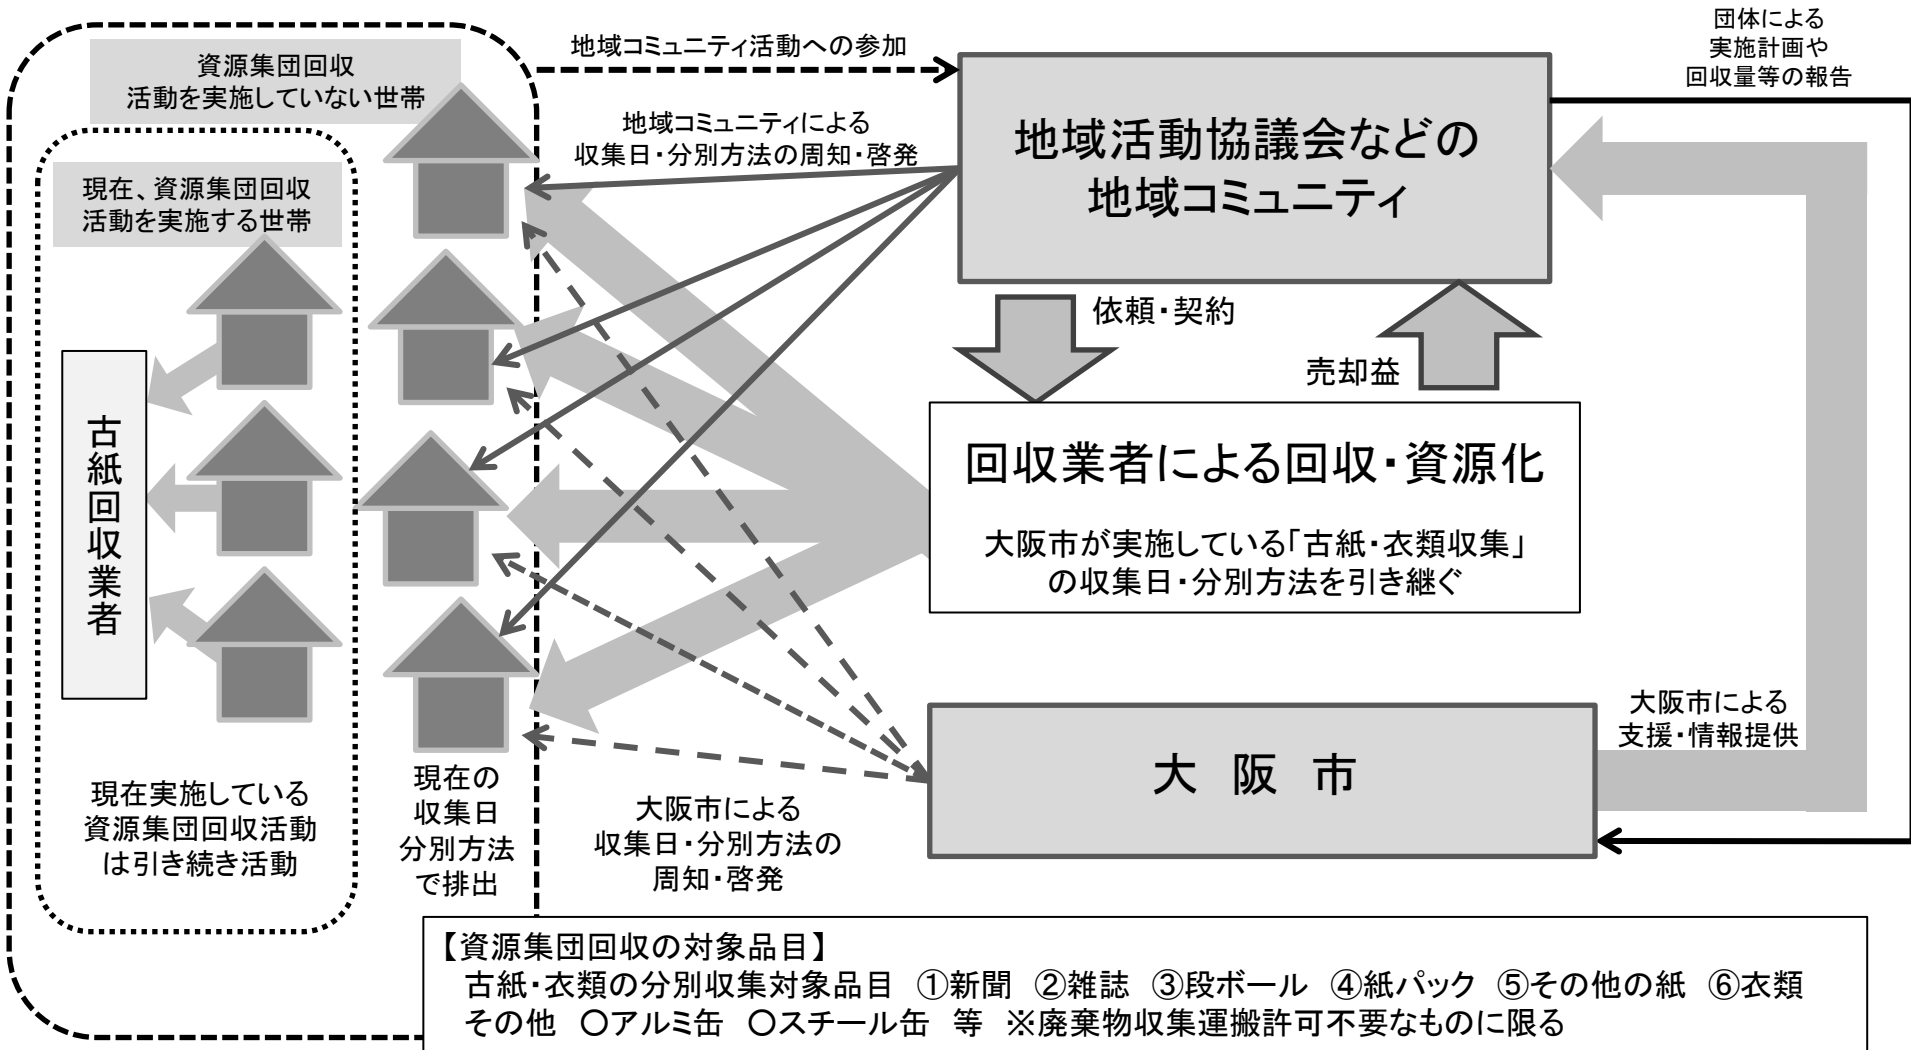 資源集団回収
活動を実施していない世帯
現在、資源集団回収
活動を実施する世帯
古紙回収業者
現在実施している
資源集団回収活動
は引き続き活動
現在の
収集日
分別方法
で排出
地域コミュニティ活動への参加
地域コミュニティによる
収集日・分別方法の周知・啓発
大阪市による
収集日・分別方法の
周知・啓発
地域活動協議会などの
地域コミュニティ
依頼・契約
売却益
回収業者による回収・資源化
大阪市が実施している「古紙・衣類収集」
の収集日・分別方法を引き継ぐ
大 阪 市
団体による
実施計画や
回収量等の報告
大阪市による
支援・情報提供
【資源集団回収の対象品目】
古紙・衣類の分別収集対象品目 ①新聞 ②雑誌 ③段ボール ④紙パック ⑤その他の紙 ⑥衣類
その他 〇アルミ缶 〇スチール缶 等 ※廃棄物収集運搬許可不要なものに限る